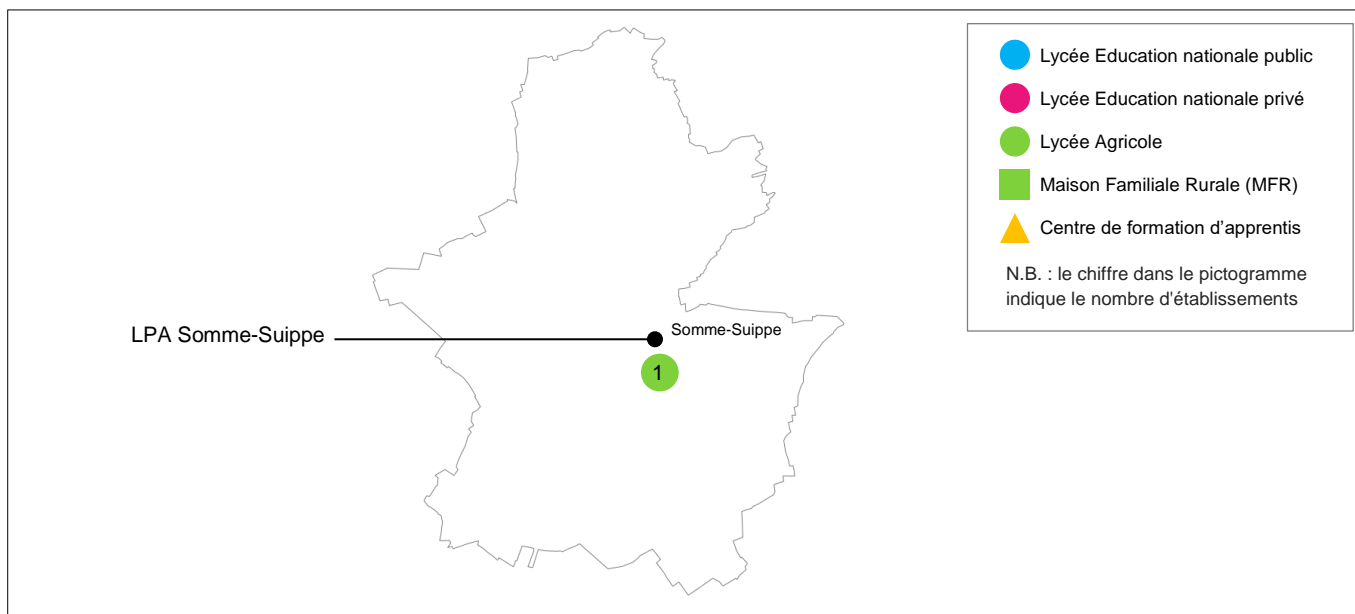 Lycée Education nationale public
Lycée Education nationale privé
Lycée Agricole
Maison Familiale Rurale (MFR)
Centre de formation d'apprentis
N.B. : le chiffre dans le pictogramme
indique le nombre d'établissements
LPA Somme-Suippe
Somme-Suippe
1